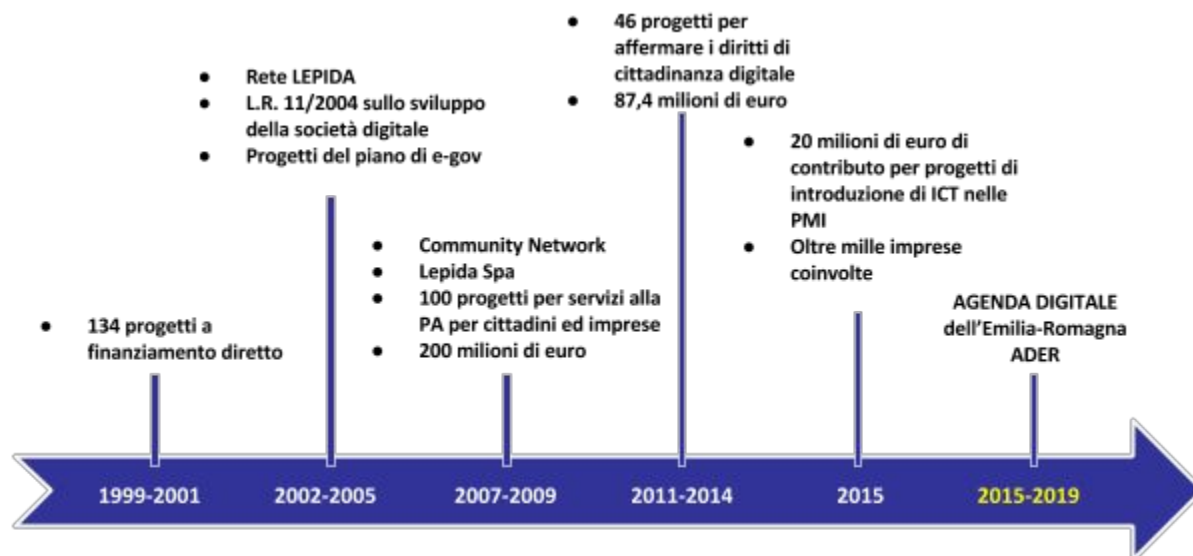 ● 134 progetti a
finanziamento diretto
● Rete LEPIDA
● L.R. 11/2004 sullo sviluppo
della società digitale
● Progetti del piano di e-gov
● Community Network
● Lepida Spa
● 100 progetti per servizi alla
PA per cittadini ed imprese
● 200 milioni di euro
● 46 progetti per
affermare i diritti di
cittadinanza digitale
● 87,4 milioni di euro
● 20 milioni di euro di
contributo per progetti di
introduzione di ICT nelle
PMI
● Oltre mille imprese
coinvolte
AGENDA DIGITALE
dell’Emilia-Romagna
ADER
1999-2001
2002-2005
2007-2009
2011-2014
2015
2015-2019